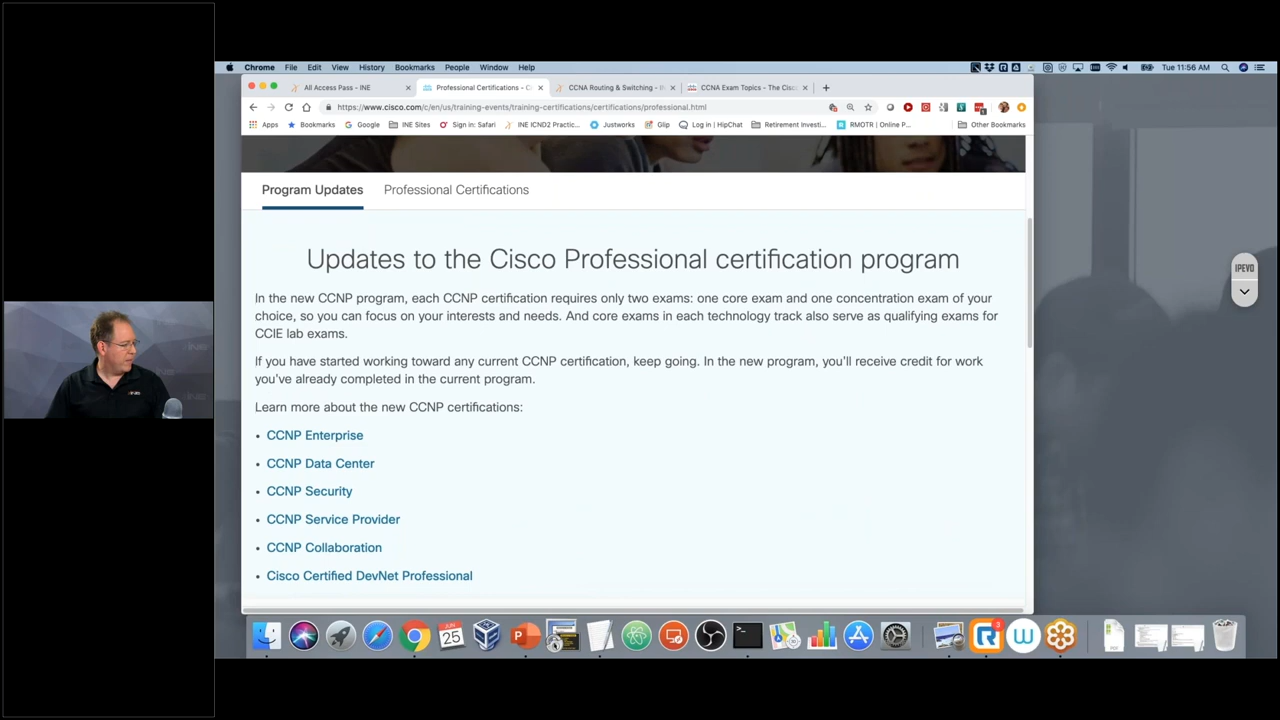 Chrome File Edit View History Bookmarks People Window Help
Tue 11:56 AM
All Access Pass - INE
Professional Certifications - C
CCNA Routing & Switching - P
CCNA Exam Topics - The Cisc
https://www.cisco.com/c/en/us/training-events/training-certifications/certifications/professional.html
Apps Bookmarks Google INE Sites Sign in: Safari INE ICND2 Practic... Justworks Glip Log in | HipChat Retirement Investi... RMOTR | Online P... Other Bookmarks
Program Updates Professional Certifications
Updates to the Cisco Professional certification program
In the new CCNP program, each CCNP certification requires only two exams: one core exam and one concentration exam of your
choice, so you can focus on your interests and needs. And core exams in each technology track also serve as qualifying exams for
CCIE lab exams.
If you have started working toward any current CCNP certification, keep going. In the new program, you'll receive credit for work
you've already completed in the current program.
Learn more about the new CCNP certifications:
• CCNP Enterprise
• CCNP Data Center
• CCNP Security
• CCNP Service Provider
• CCNP Collaboration
• Cisco Certified DevNet Professional
IPEVO
JUN
25
3